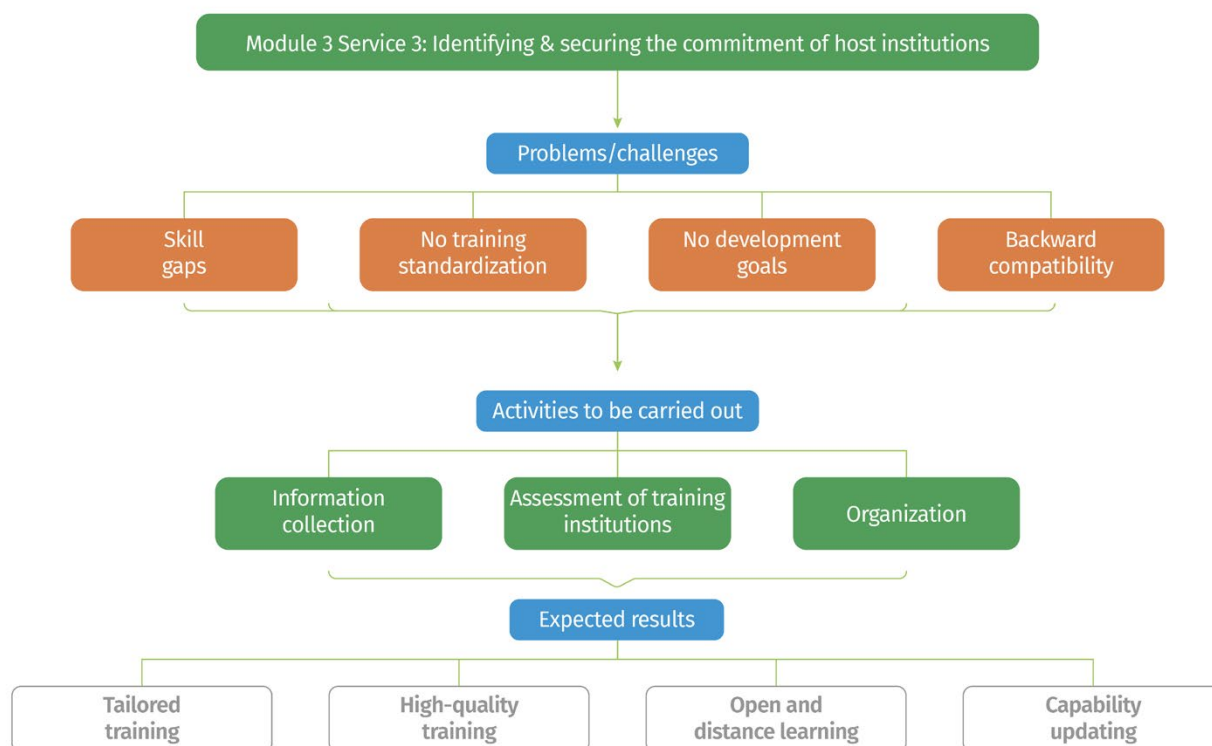 Module 3 Service 3: Identifying & securing the commitment of host institutions
Problems/challenges
Skill
gaps
No training
standardization
No development
goals
Backward
compatibility
Activities to be carried out
Information
collection
Assessment of training
institutions
Organization
Expected results
Tailored
training
High-quality
training
Open and
distance learning
Capability
updating